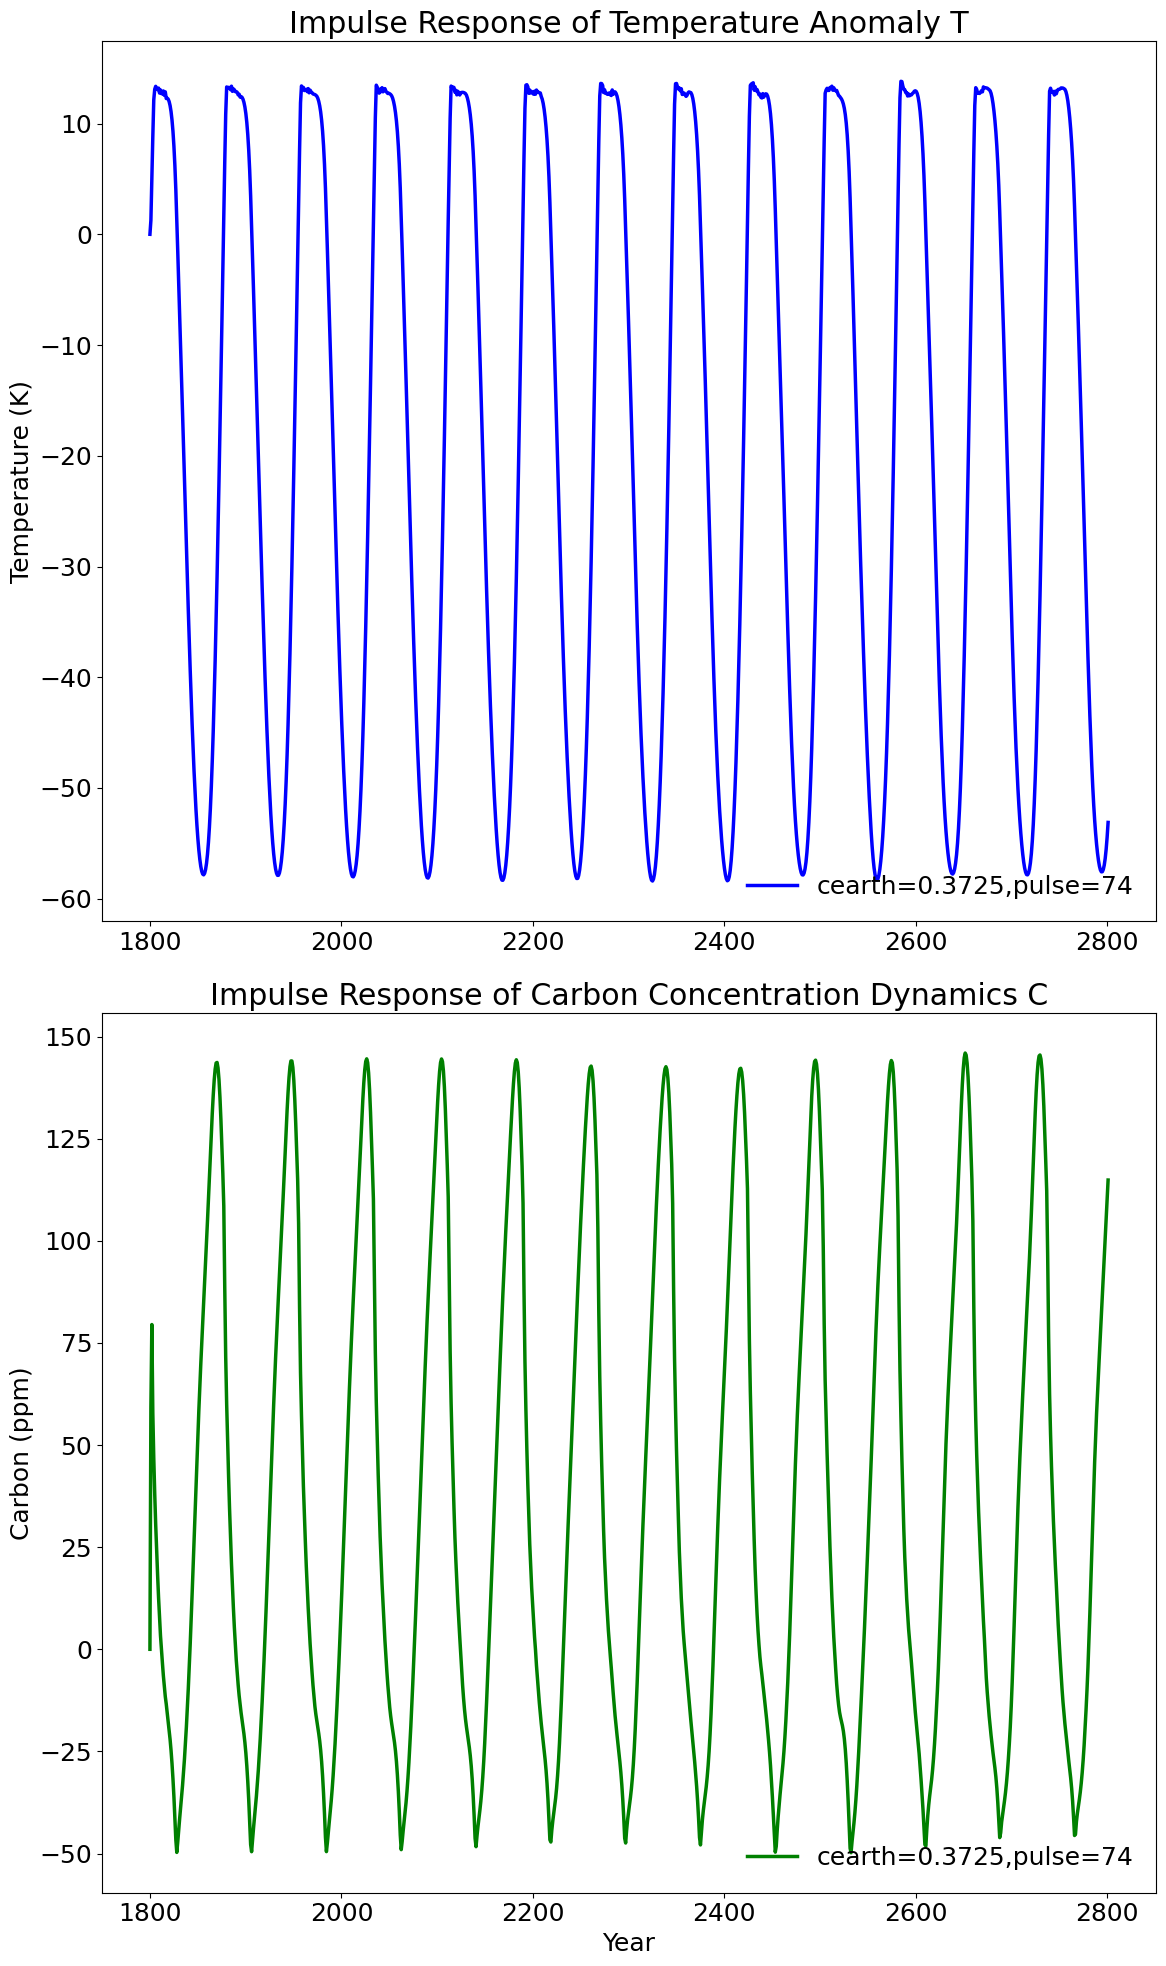 Impulse Response of Temperature Anomaly T
Temperature (K)
10
0
−10
−20
−30
−40
−50
−60
cearth=0.3725,pulse=74
1800 2000 2200 2400 2600 2800
Impulse Response of Carbon Concentration Dynamics C
Carbon (ppm)
150
125
100
75
50
25
0
−25
−50
cearth=0.3725,pulse=74
1800 2000 2200 2400 2600 2800
Year